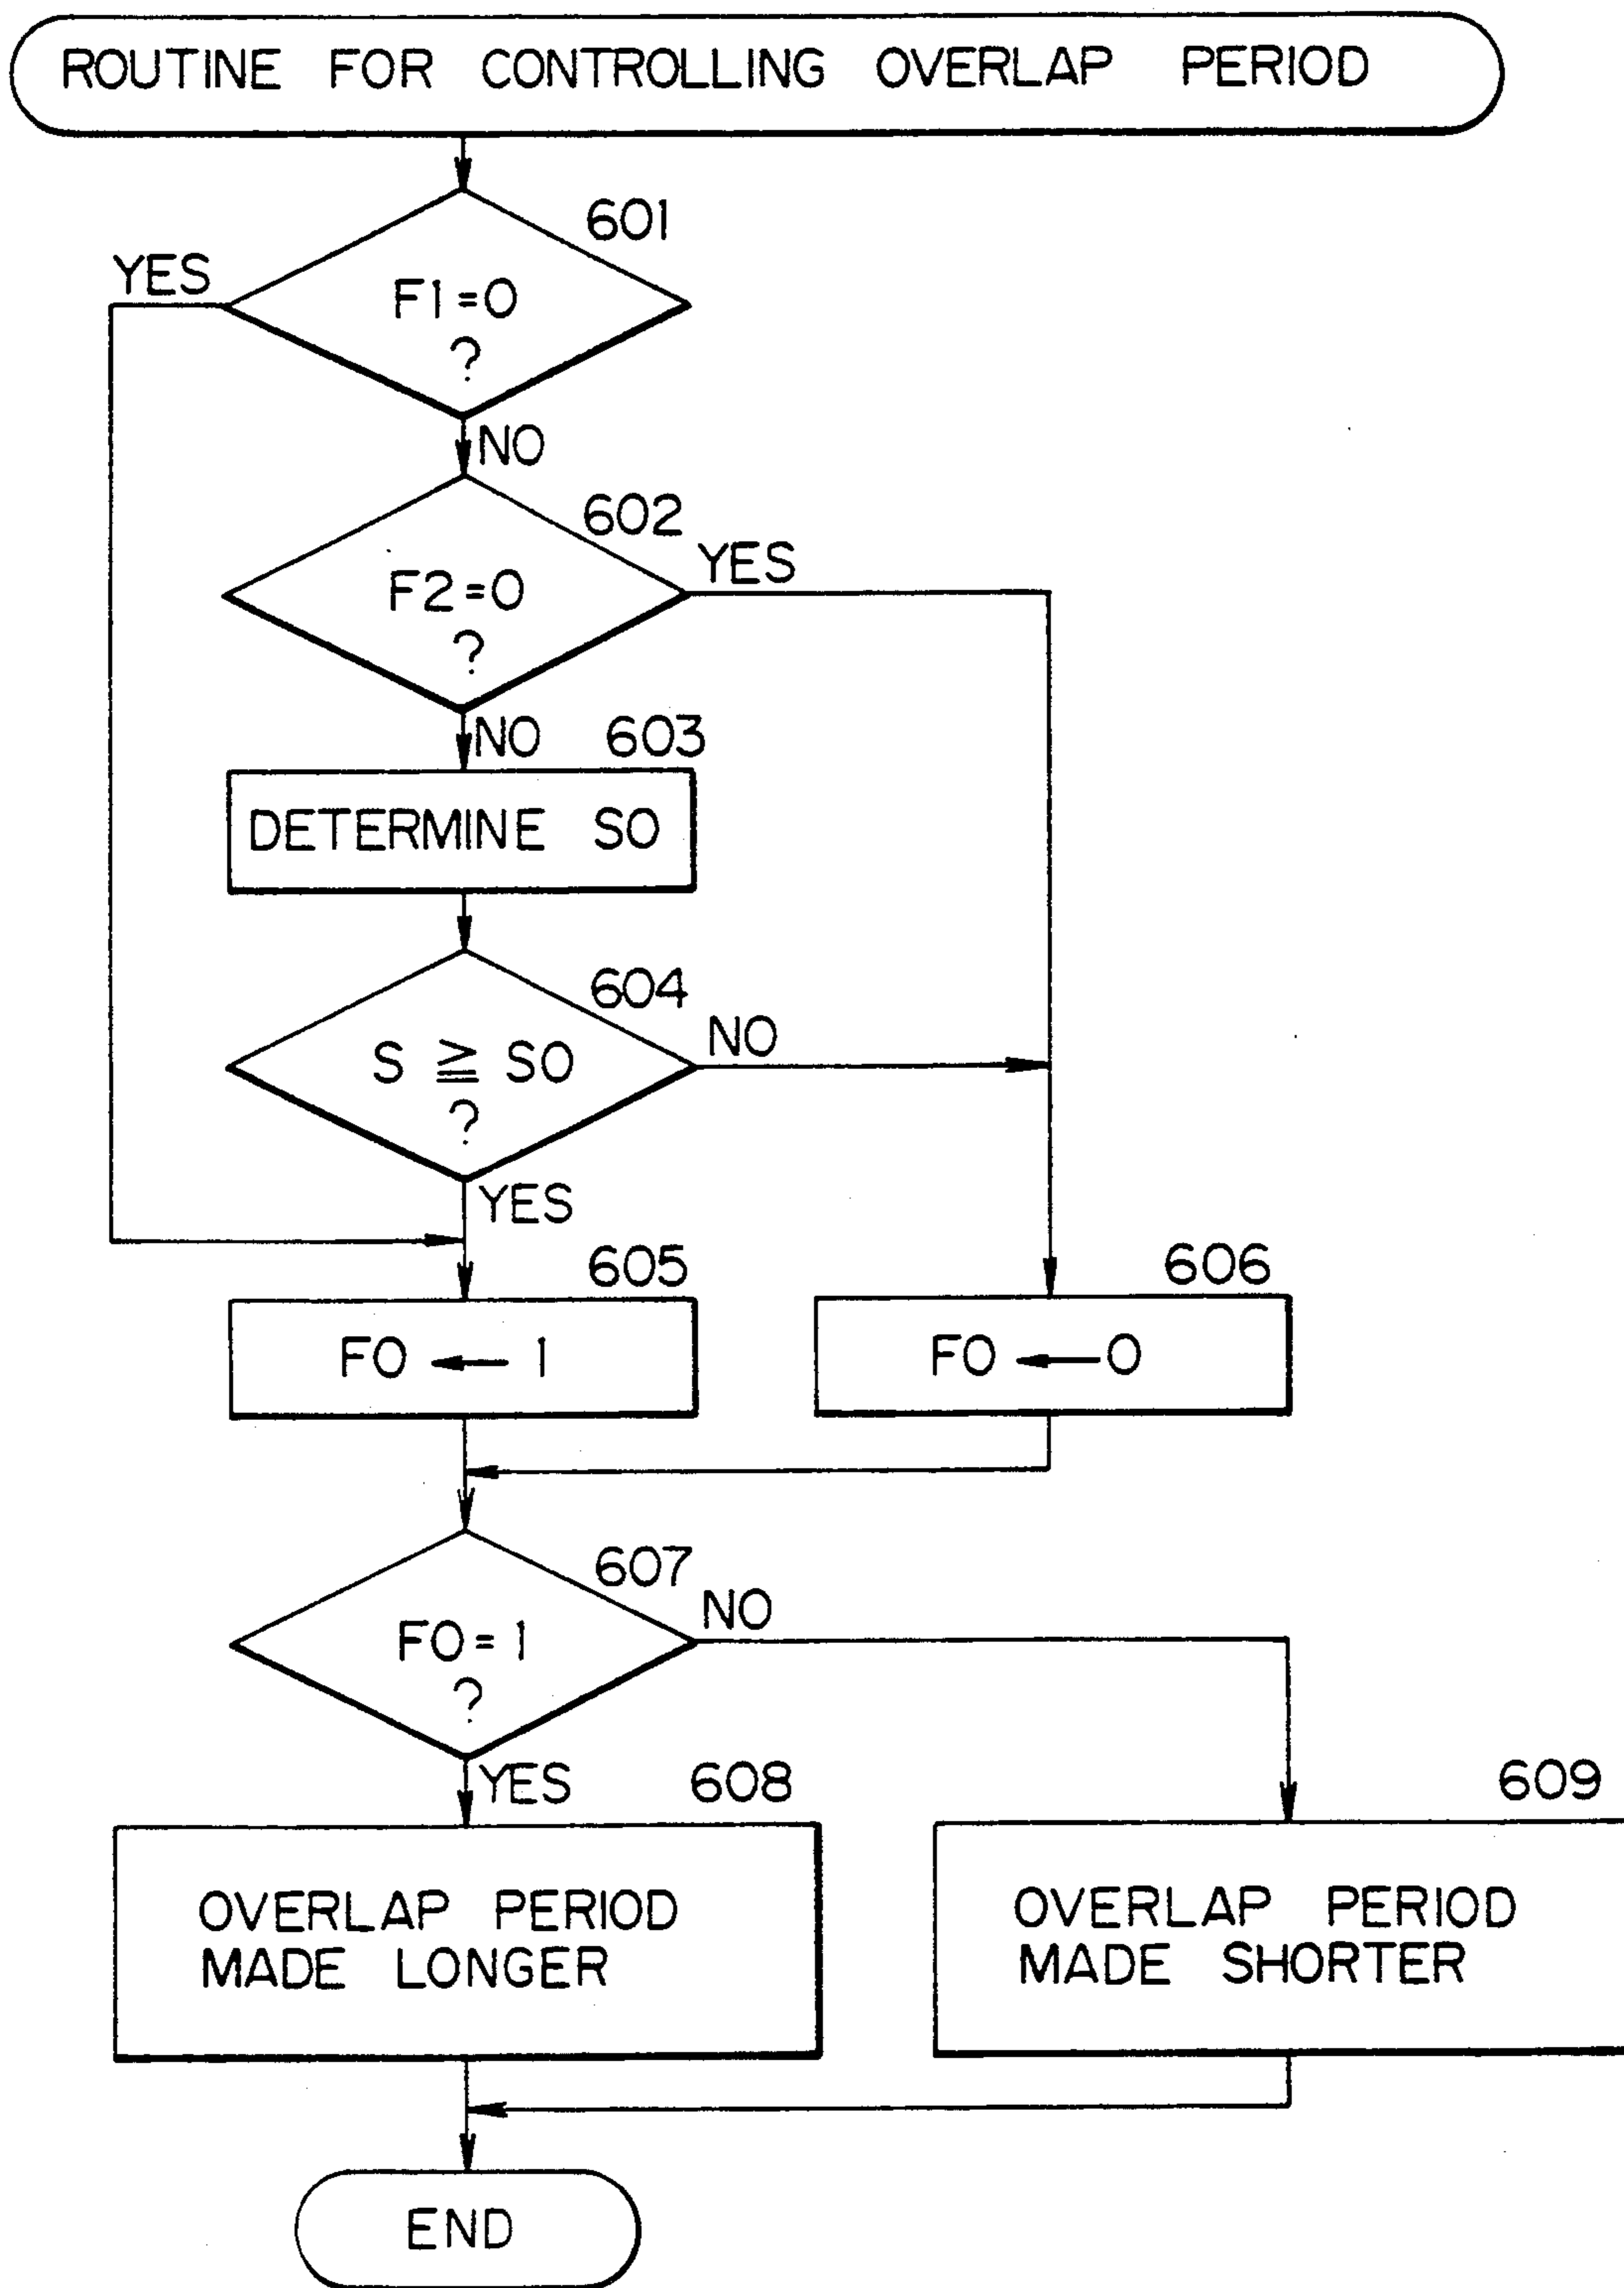 ROUTINE FOR CONTROLLING OVERLAP PERIOD
601
YES
F1=0
?
NO
602
YES
F2=0
?
NO
603
DETERMINE SO
604
NO
S ≧ SO
?
YES
605
606
FO ← 1
FO ← 0
607
NO
FO=1
?
YES
608
609
OVERLAP PERIOD
MADE LONGER
OVERLAP PERIOD
MADE SHORTER
END